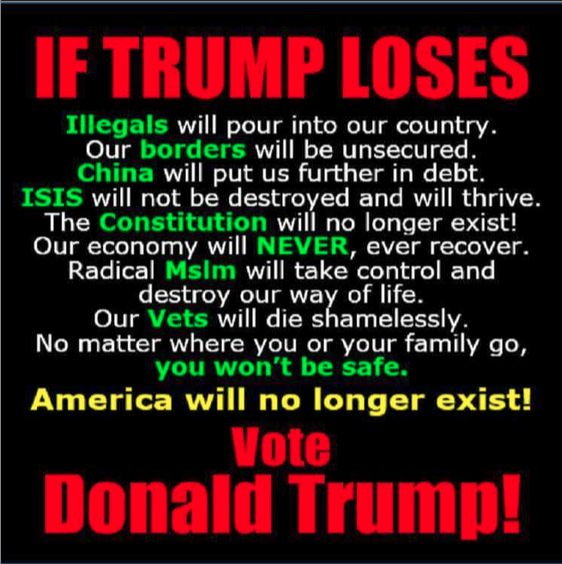 IF TRUMP LOSES
Illegals will pour into our country.
Our borders will be unsecured.
China will put us further in debt.
ISIS will not be destroyed and will thrive.
The Constitution will no longer exist!
Our economy will NEVER, ever recover.
Radical Mslm will take control and
destroy our way of life.
Our Vets will die shamelessly.
No matter where you or your family go,
you won't be safe.
America will no longer exist!
Vote
Donald Trump!